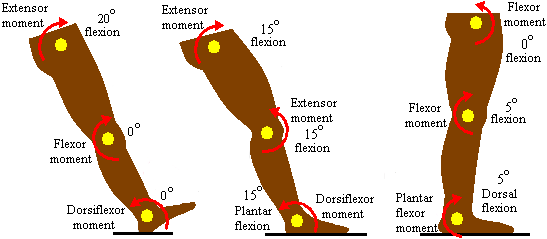 Extensor
moment
20°
flexion
Flexor
moment
0°
Dorsiflexor
moment
0°
Extensor
moment
15°
flexion
Extensor
moment
15°
flexion
15°
Plantar
flexion
Dorsiflexor
moment
Flexor
moment
0°
flexion
Flexor
moment
5°
flexion
Plantar
flexor
moment
5°
Dorsal
flexion